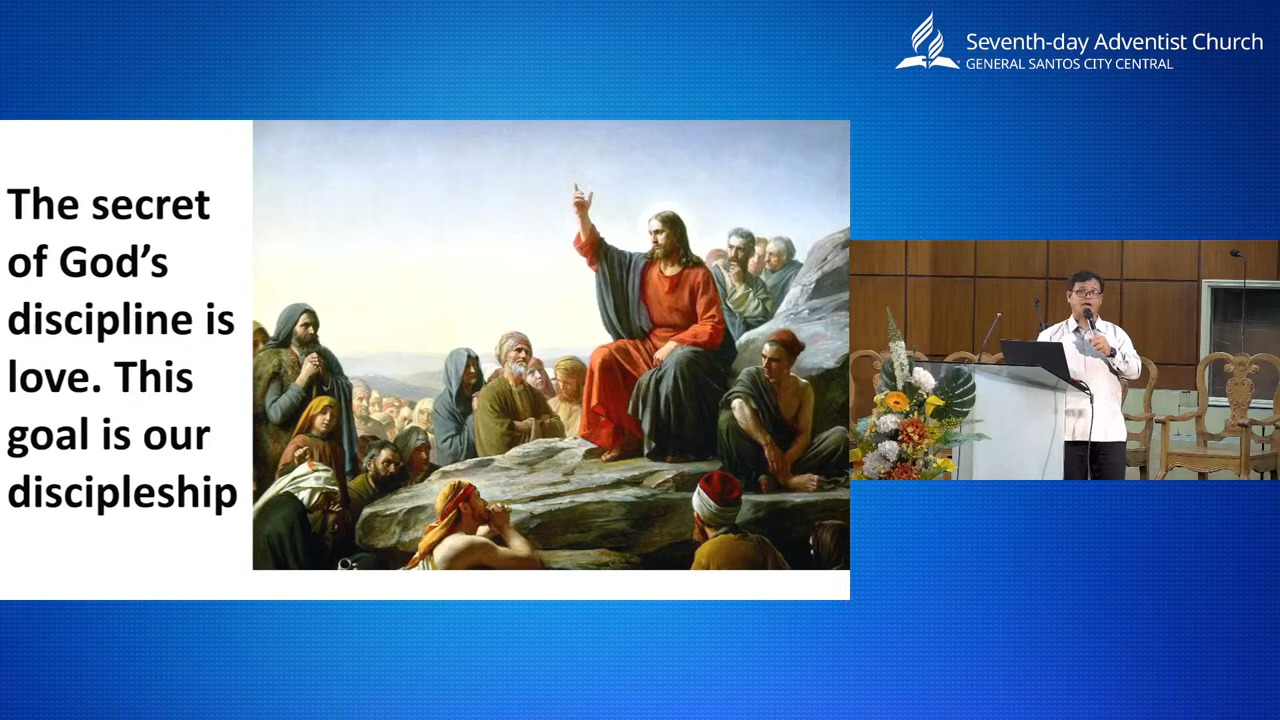 Seventh-day Adventist Church
GENERAL SANTOS CITY CENTRAL
The secret
of God’s
discipline is
love. This
goal is our
discipleship